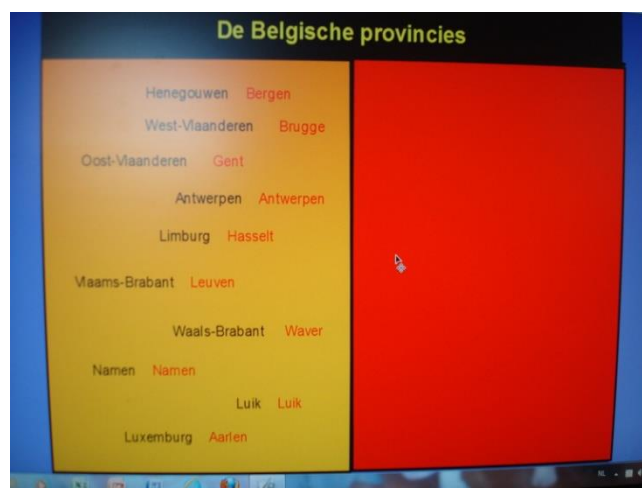 De Belgische provincies
Henegouwen Bergen
West-Vlaanderen Brugge
Oost-Vlaanderen Gent
Antwerpen Antwerpen
Limburg Hasselt
Vlaams-Brabant Leuven
Waals-Brabant Waver
Namen Namen
Luik Luik
Luxemburg Aarlen
NL